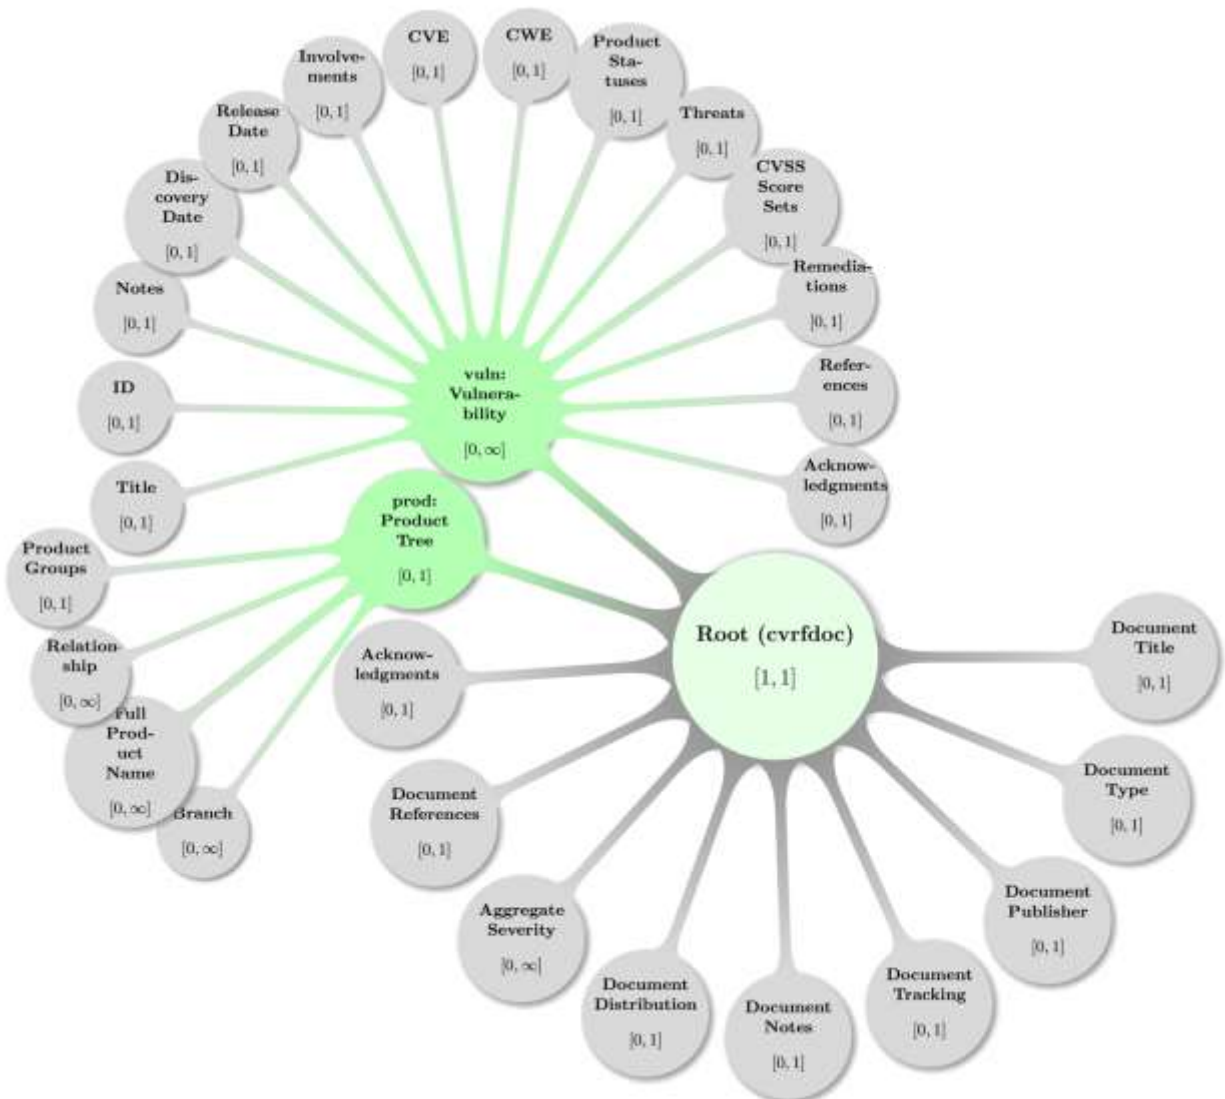 CVE
[0, 1]
CWE
[0, 1]
Product
Sta-
tuses
[0, 1]
Involve-
ments
[0, 1]
Threats
[0, 1]
Release
Date
[0, 1]
CVSS
Score
Sets
[0, 1]
Dis-
covery
Date
[0, 1]
Remedia-
tions
[0, 1]
Notes
[0, 1]
Refer-
ences
[0, 1]
ID
[0, 1]
vuln:
Vulnera-
bility
[0, ∞]
Acknow-
ledgments
[0, 1]
Title
[0, 1]
prod:
Product
Tree
[0, 1]
Product
Groups
[0, 1]
Relation-
ship
[0, ∞]
Full
Prod-
uct
Name
[0, ∞]
Branch
[0, ∞]
Root (cvrfdoc)
[1, 1]
Document
Title
[0, 1]
Acknow-
ledgments
[0, 1]
Document
Type
[0, 1]
Document
References
[0, 1]
Document
Publisher
[0, 1]
Aggregate
Severity
[0, ∞]
Document
Tracking
[0, 1]
Document
Distribution
[0, 1]
Document
Notes
[0, 1]